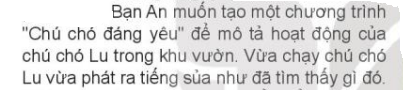 Bạn An muốn tạo một chương trình
"Chú chó đáng yêu" để mô tả hoạt động của
chú chó Lu trong khu vườn. Vừa chạy chú chó
Lu vừa phát ra tiếng sủa như đã tìm thấy gì đó.